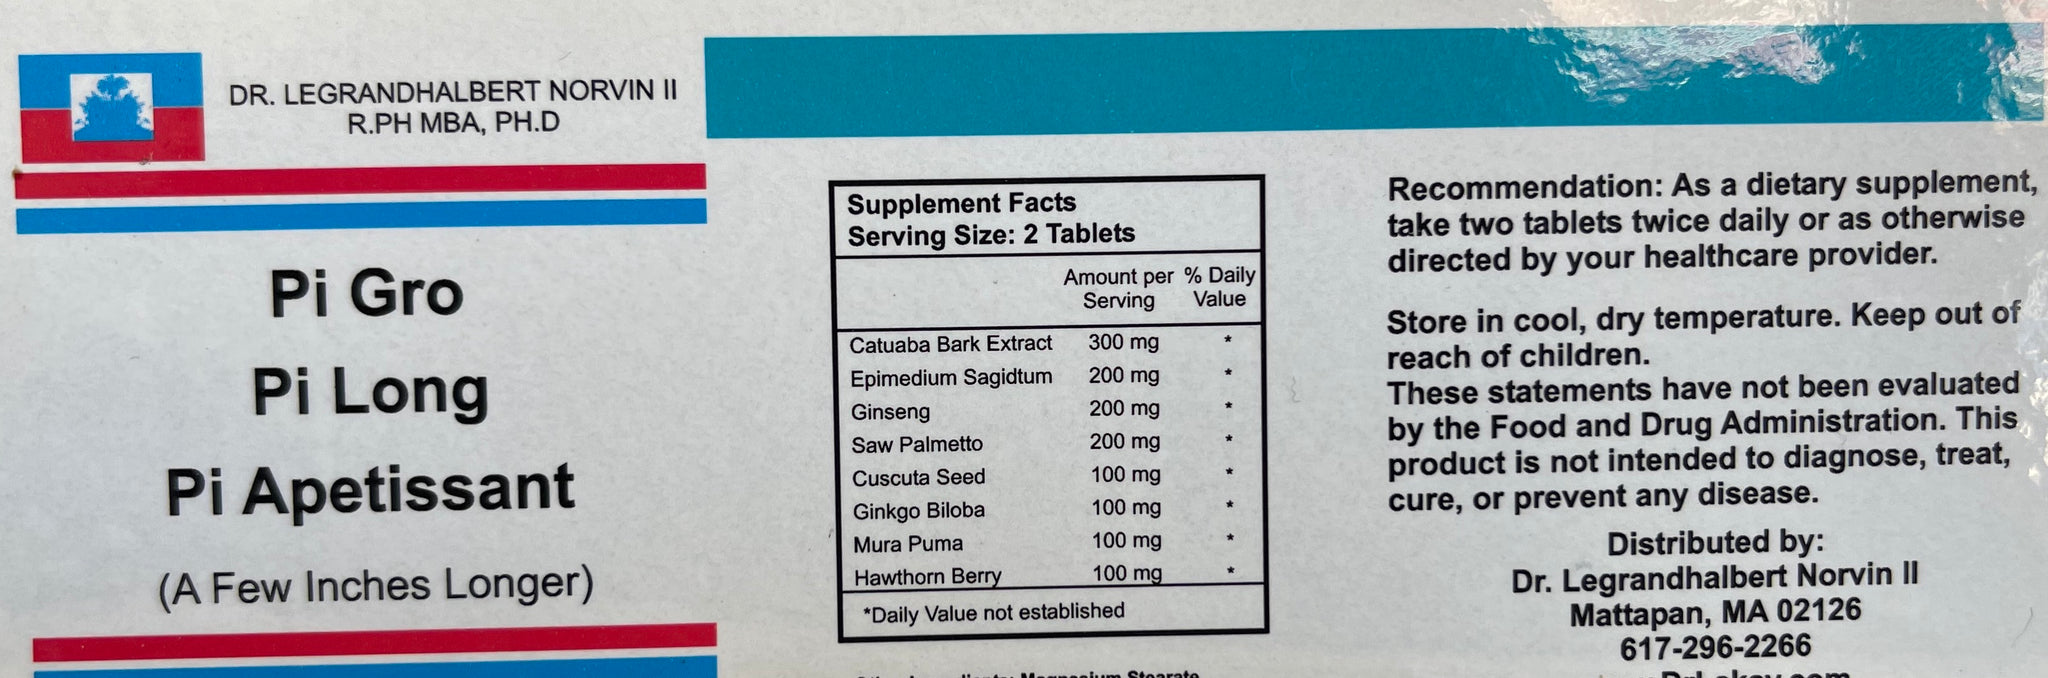 DR. LEGRANDHALBERT NORVIN II
R.PH MBA, PH.D
Pi Gro
Pi Long
Pi Apetissant
(A Few Inches Longer)
Supplement Facts
Serving Size: 2 Tablets
Amount per % Daily
Serving Value
Catuaba Bark Extract 300 mg *
Epimedium Sagidtum 200 mg *
Ginseng 200 mg *
Saw Palmetto 200 mg *
Cuscuta Seed 100 mg *
Ginkgo Biloba 100 mg *
Mura Puma 100 mg *
Hawthorn Berry 100 mg *
*Daily Value not established
Magnesium Stearate
Recommendation: As a dietary supplement,
take two tablets twice daily or as otherwise
directed by your healthcare provider.
Store in cool, dry temperature. Keep out of
reach of children.
These statements have not been evaluated
by the Food and Drug Administration. This
product is not intended to diagnose, treat,
cure, or prevent any disease.
Distributed by:
Dr. Legrandhalbert Norvin II
Mattapan, MA 02126
617-296-2266